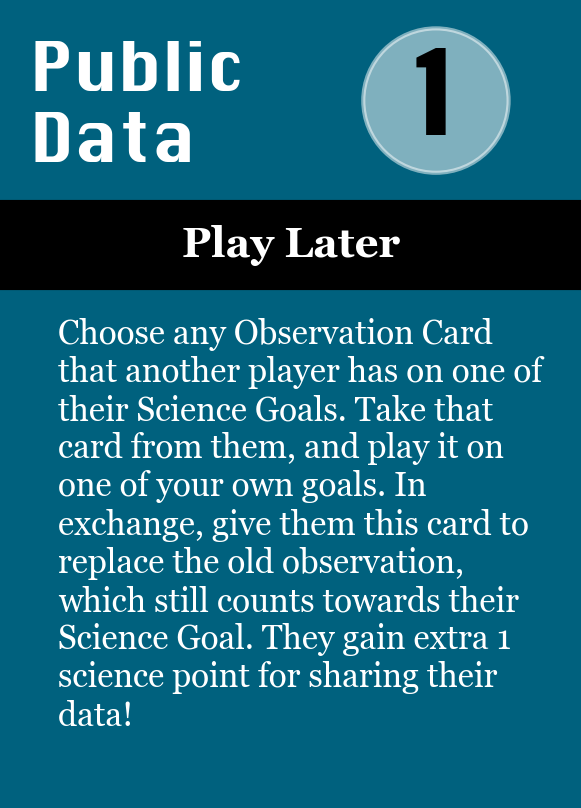 Public
Data
1
Play Later
Choose any Observation Card
that another player has on one of
their Science Goals. Take that
card from them, and play it on
one of your own goals. In
exchange, give them this card to
replace the old observation,
which still counts towards their
Science Goal. They gain extra 1
science point for sharing their
data!